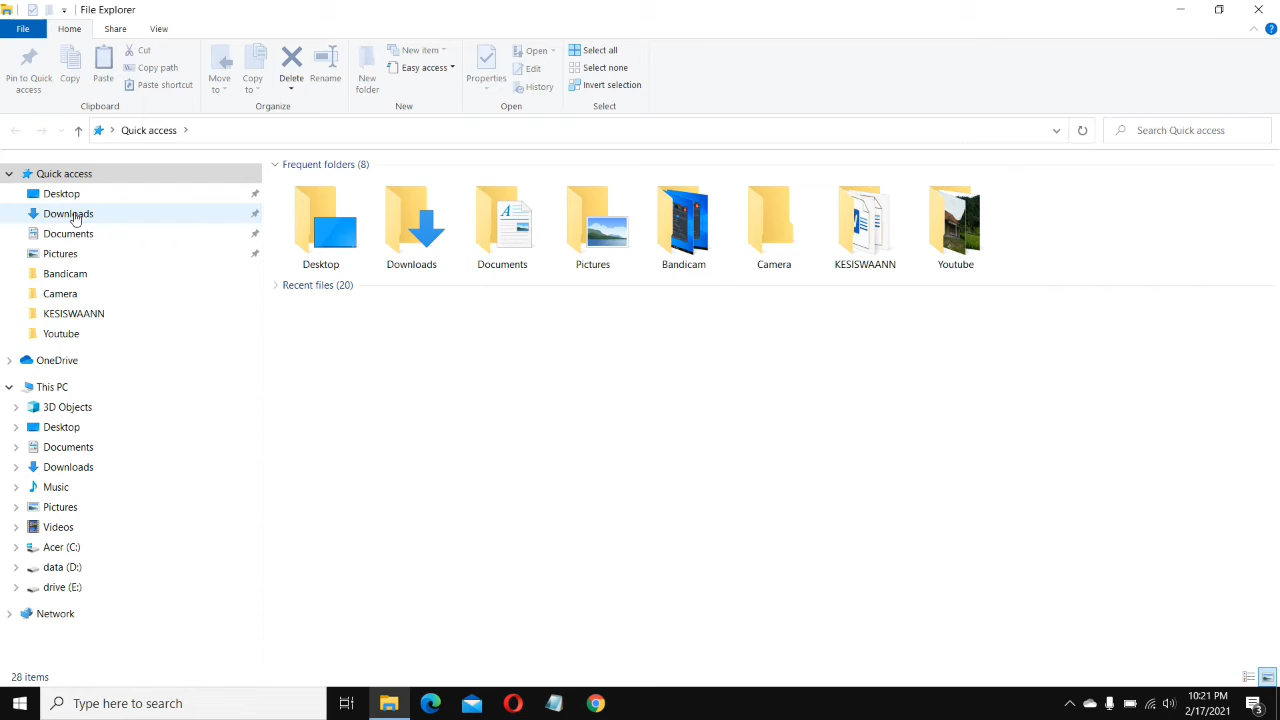 File Explorer
File Home Share View
Pin to Quick access
Copy
Paste
Cut
Copy path
Paste shortcut
Clipboard
Move to
Copy to
Delete
Rename
Organize
New folder
New item
Easy access
New
Properties
Open
Edit
History
Open
Select all
Select none
Invert selection
Select
Quick access
Search Quick access
Quick access
Desktop
Downloads
Documents
Pictures
Bandicam
Camera
KESISWAANN
Youtube
OneDrive
This PC
3D Objects
Desktop
Documents
Downloads
Music
Pictures
Videos
Acer (C:)
data (D:)
drive (E:)
Network
Frequent folders (8)
Desktop Downloads Documents Pictures Bandicam Camera KESISWAANN Youtube
Recent files (20)
28 items
Type here to search
10:21 PM
2/17/2021
3